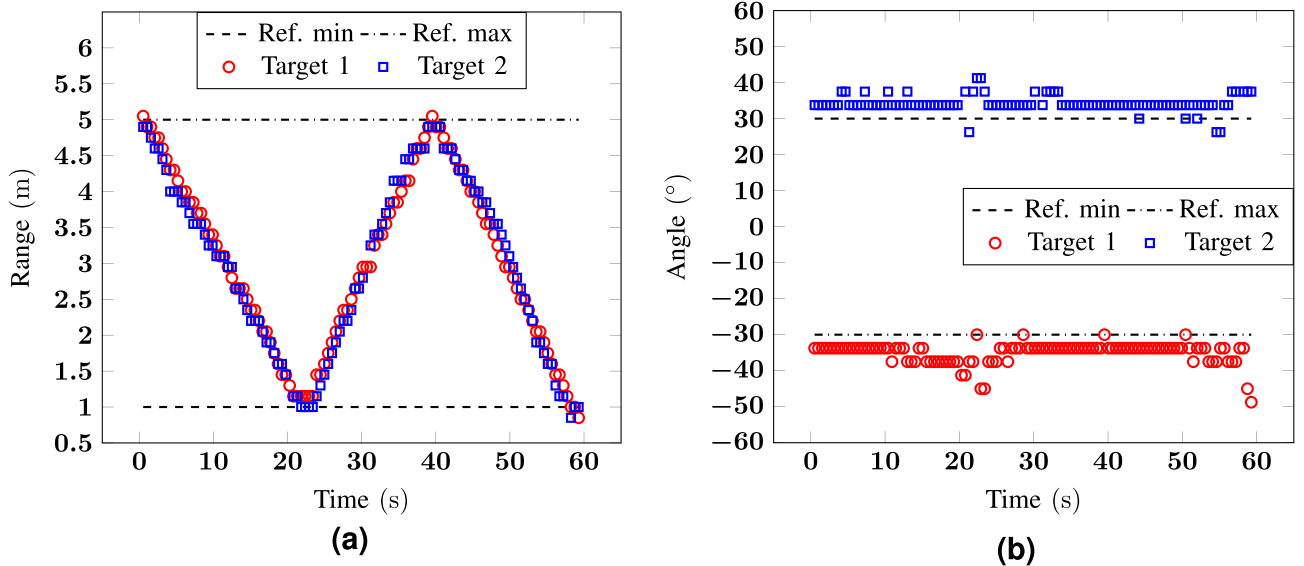 Ref. min Ref. max
Target 1 Target 2
6
5.5
5
4.5
4
3.5
3
2.5
2
1.5
1
0.5
Range (m)
0 10 20 30 40 50 60
Time (s)
(a)
60
50
40
30
20
10
0
−10
−20
−30
−40
−50
−60
Angle (°)
Ref. min Ref. max
Target 1 Target 2
0 10 20 30 40 50 60
Time (s)
(b)